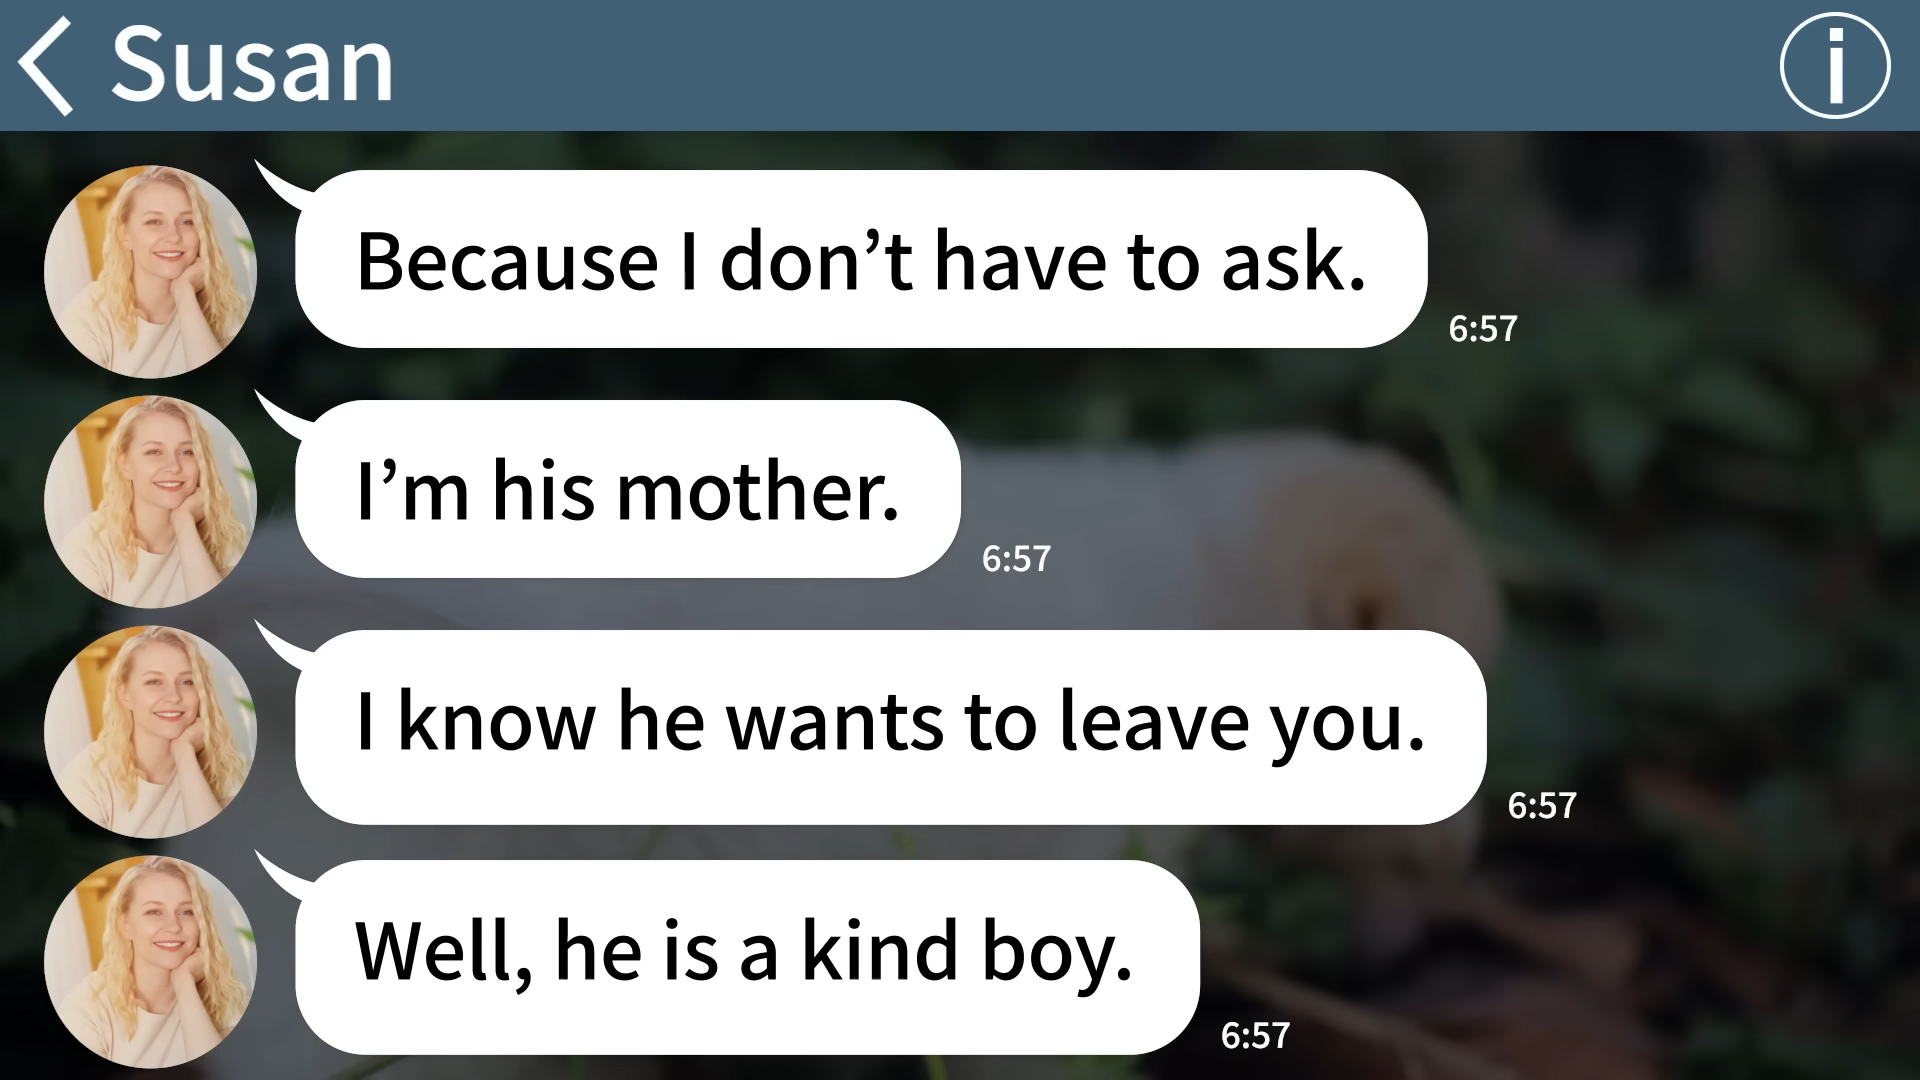 Susan
Because I don’t have to ask.
6:57
I’m his mother.
6:57
I know he wants to leave you.
6:57
Well, he is a kind boy.
6:57